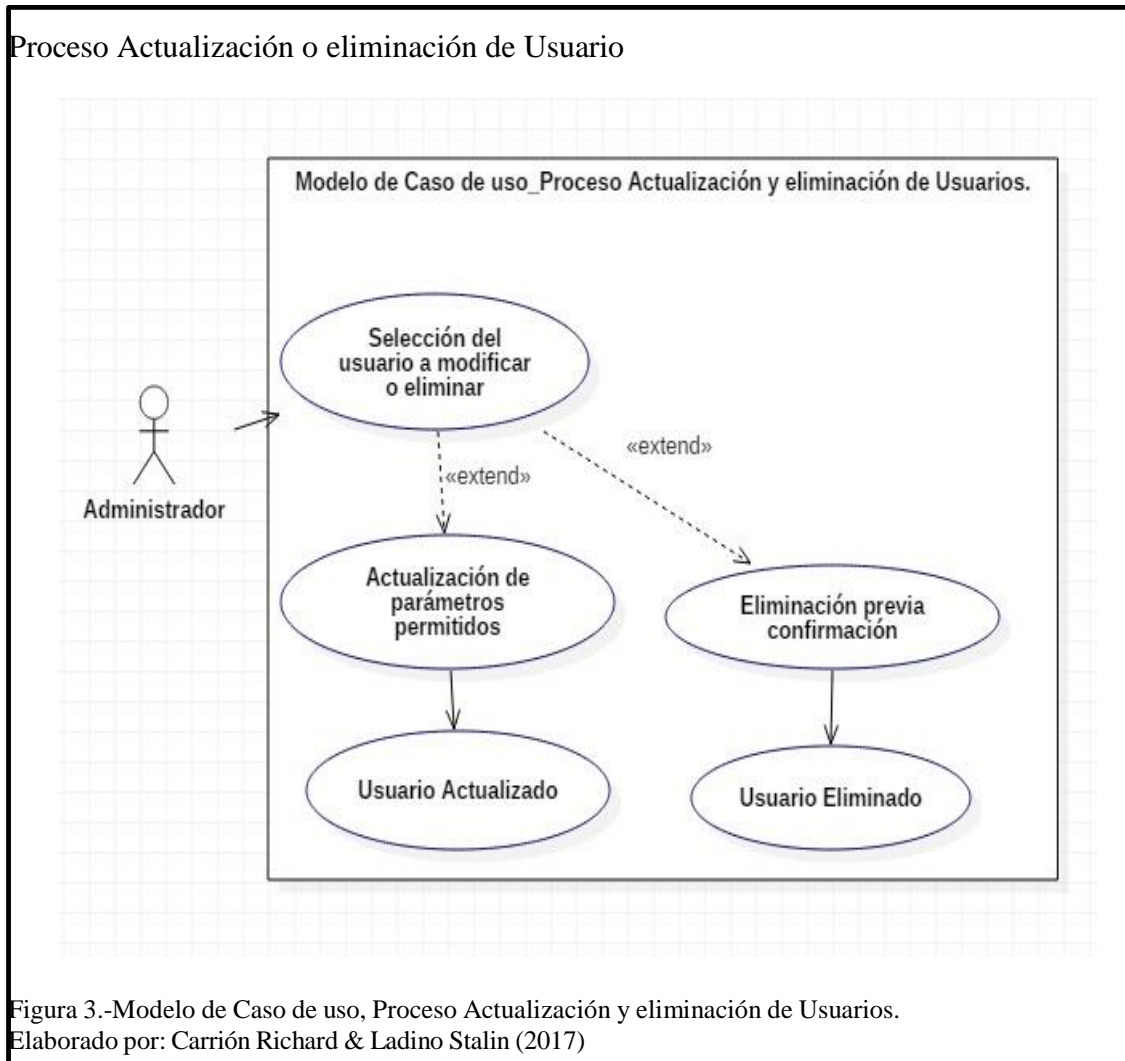 Proceso Actualización o eliminación de Usuario
Modelo de Caso de uso_Proceso Actualización y eliminación de Usuarios.
Selección del
usuario a modificar
o eliminar
«extend»
«extend»
Administrador
Actualización de
parámetros
permitidos
Eliminación previa
confirmación
Usuario Actualizado
Usuario Eliminado
Figura 3.-Modelo de Caso de uso, Proceso Actualización y eliminación de Usuarios.
Elaborado por: Carrión Richard & Ladino Stalin (2017)